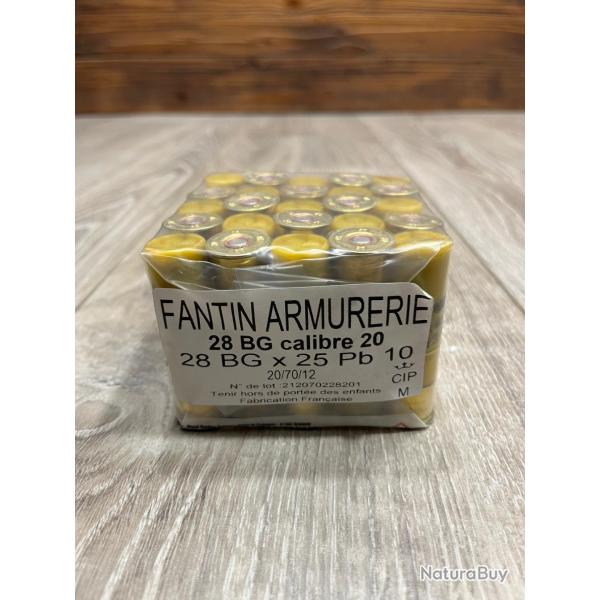 FANTIN ARMURERIE
28 BG calibre 20
28 BG x 25 Pb 10
20/70/12
N° de lot :212070228201
Tenir hors de portée des enfants
Fabrication Française
CIP
M
NaturaBuy